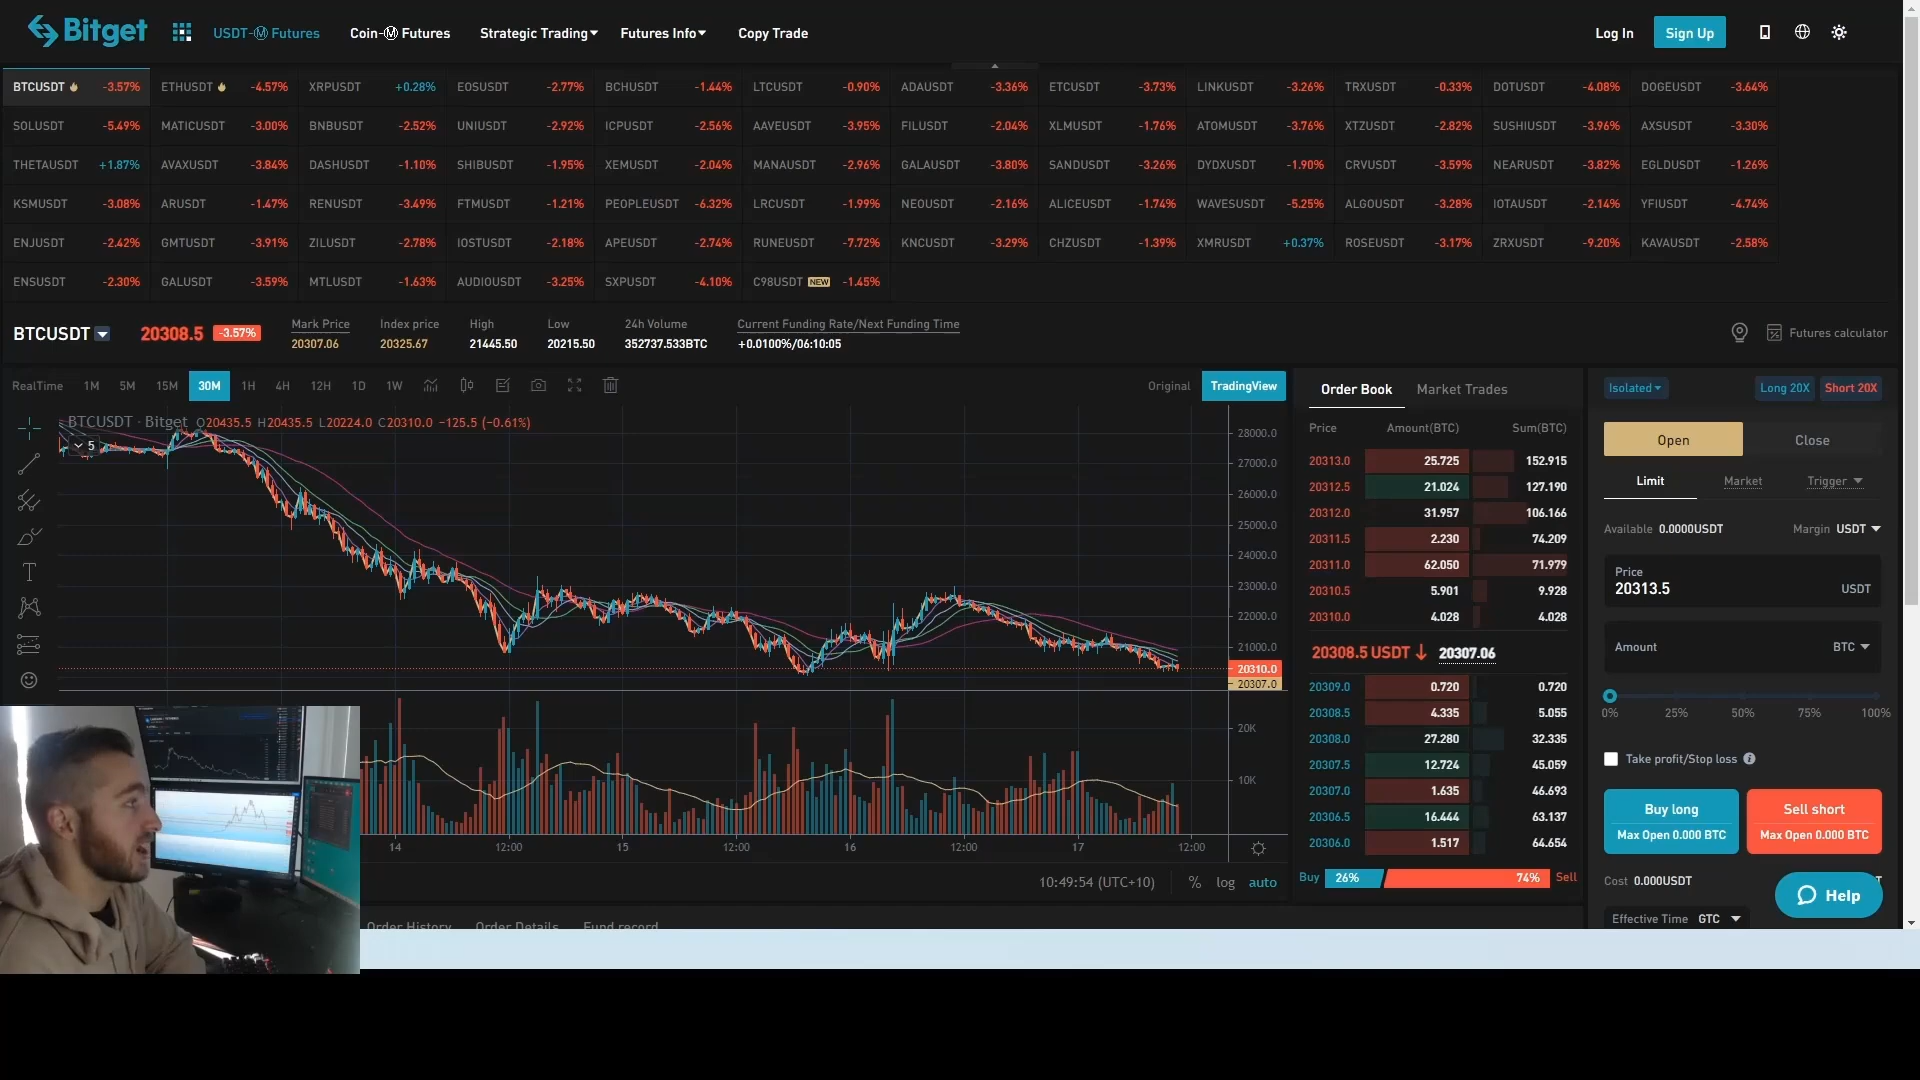 Bitget USDT-Ⓜ Futures Coin-Ⓜ Futures Strategic Trading Futures Info Copy Trade Log In Sign Up
BTCUSDT -3.57% ETHUSDT -4.57% XRPUSDT +0.28% EOSUSDT -2.77% BCHUSDT -1.44% LTCUSDT -0.90% ADAUSDT -3.36% ETCUSDT -3.73% LINKUSDT -3.26% TRXUSDT -0.33% DOTUSDT -4.08% DOGEUSDT -3.64%
SOLUSDT -5.49% MATICUSDT -3.00% BNBUSDT -2.52% UNIUSDT -2.92% ICPUSDT -2.56% AAVEUSDT -3.95% FILUSDT -2.04% XLMUSDT -1.76% ATOMUSDT -3.76% XTZUSDT -2.82% SUSHIUSDT -3.96% AXSUSDT -3.30%
THETAUSDT +1.87% AVAXUSDT -3.84% DASHUSDT -1.10% SHIBUSDT -1.95% XEMUSDT -2.04% MANAUSDT -2.96% GALAUSDT -3.80% SANDUSDT -3.26% DYDXUSDT -1.90% CRVUSDT -3.59% NEARUSDT -3.82% EGLDUSDT -1.26%
KSMUSDT -3.08% ARUSDT -1.47% RENUSDT -3.49% FTMUSDT -1.21% PEOPLEUSDT -6.32% LRCUSDT -1.99% NEOUSDT -2.16% ALICEUSDT -1.74% WAVESUSDT -5.25% ALGOUSDT -3.28% IOTAUSDT -2.14% YFIUSDT -4.74%
ENJUSDT -2.42% GMTUSDT -3.91% ZILUSDT -2.78% IOSTUSDT -2.18% APEUSDT -2.74% RUNEUSDT -7.72% KNCUSDT -3.29% CHZUSDT -1.39% XMRUSDT +0.37% ROSEUSDT -3.17% ZRXUSDT -9.20% KAVAUSDT -2.58%
ENSUSDT -2.30% GALUSDT -3.59% MTLUSDT -1.63% AUDIOUSDT -3.25% SXPUSDT -4.10% C98USDT NEW -1.45%
BTCUSDT 20308.5 -3.57%
Mark Price Index price High Low 24h Volume Current Funding Rate/Next Funding Time
20307.06 20325.67 21445.50 20215.50 352737.533BTC +0.0100%/06:10:05
Futures calculator
RealTime 1M 5M 15M 30M 1H 4H 12H 1D 1W Original TradingView
BTCUSDT · Bitget O20435.5 H20435.5 L20224.0 C20310.0 -125.5 (-0.61%)
5
28000.0
27000.0
26000.0
25000.0
24000.0
23000.0
22000.0
21000.0
20310.0
20307.0
20K
10K
14 12:00 15 12:00 16 12:00 17 12:00
10:49:54 (UTC+10) % log auto
Order History Order Details Fund record
Order Book Market Trades
Price Amount(BTC) Sum(BTC)
20313.0 25.725 152.915
20312.5 21.024 127.190
20312.0 31.957 106.166
20311.5 2.230 74.209
20311.0 62.050 71.979
20310.5 5.901 9.928
20310.0 4.028 4.028
20308.5 USDT ↓ 20307.06
20309.0 0.720 0.720
20308.5 4.335 5.055
20308.0 27.280 32.335
20307.5 12.724 45.059
20307.0 1.635 46.693
20306.5 16.444 63.137
20306.0 1.517 64.654
Buy 26% 74% Sell
Isolated Long 20X Short 20X
Open Close
Limit Market Trigger
Available 0.0000USDT Margin USDT
Price
20313.5 USDT
Amount BTC
0% 25% 50% 75% 100%
Take profit/Stop loss
Buy long Sell short
Max Open 0.000 BTC Max Open 0.000 BTC
Cost 0.000USDT
Help
Effective Time GTC